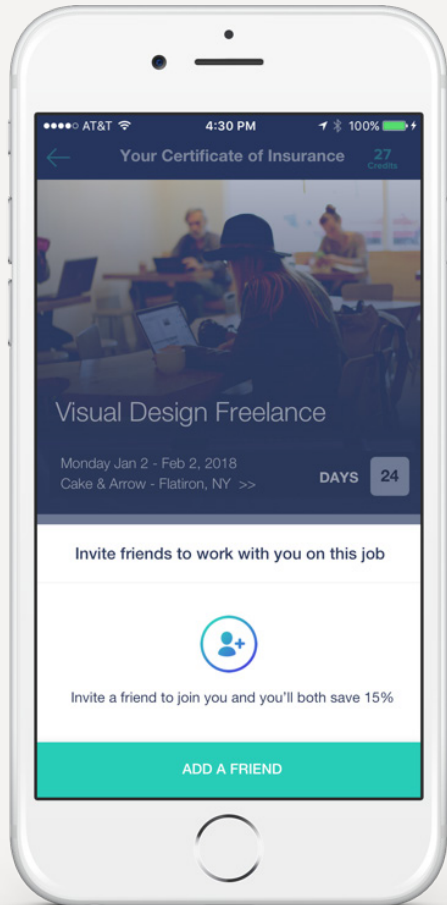 AT&T 4:30 PM 100%
Your Certificate of Insurance 27
Credits
Visual Design Freelance
Monday Jan 2 - Feb 2, 2018
Cake & Arrow - Flatiron, NY >>
DAYS 24
Invite friends to work with you on this job
Invite a friend to join you and you'll both save 15%
ADD A FRIEND